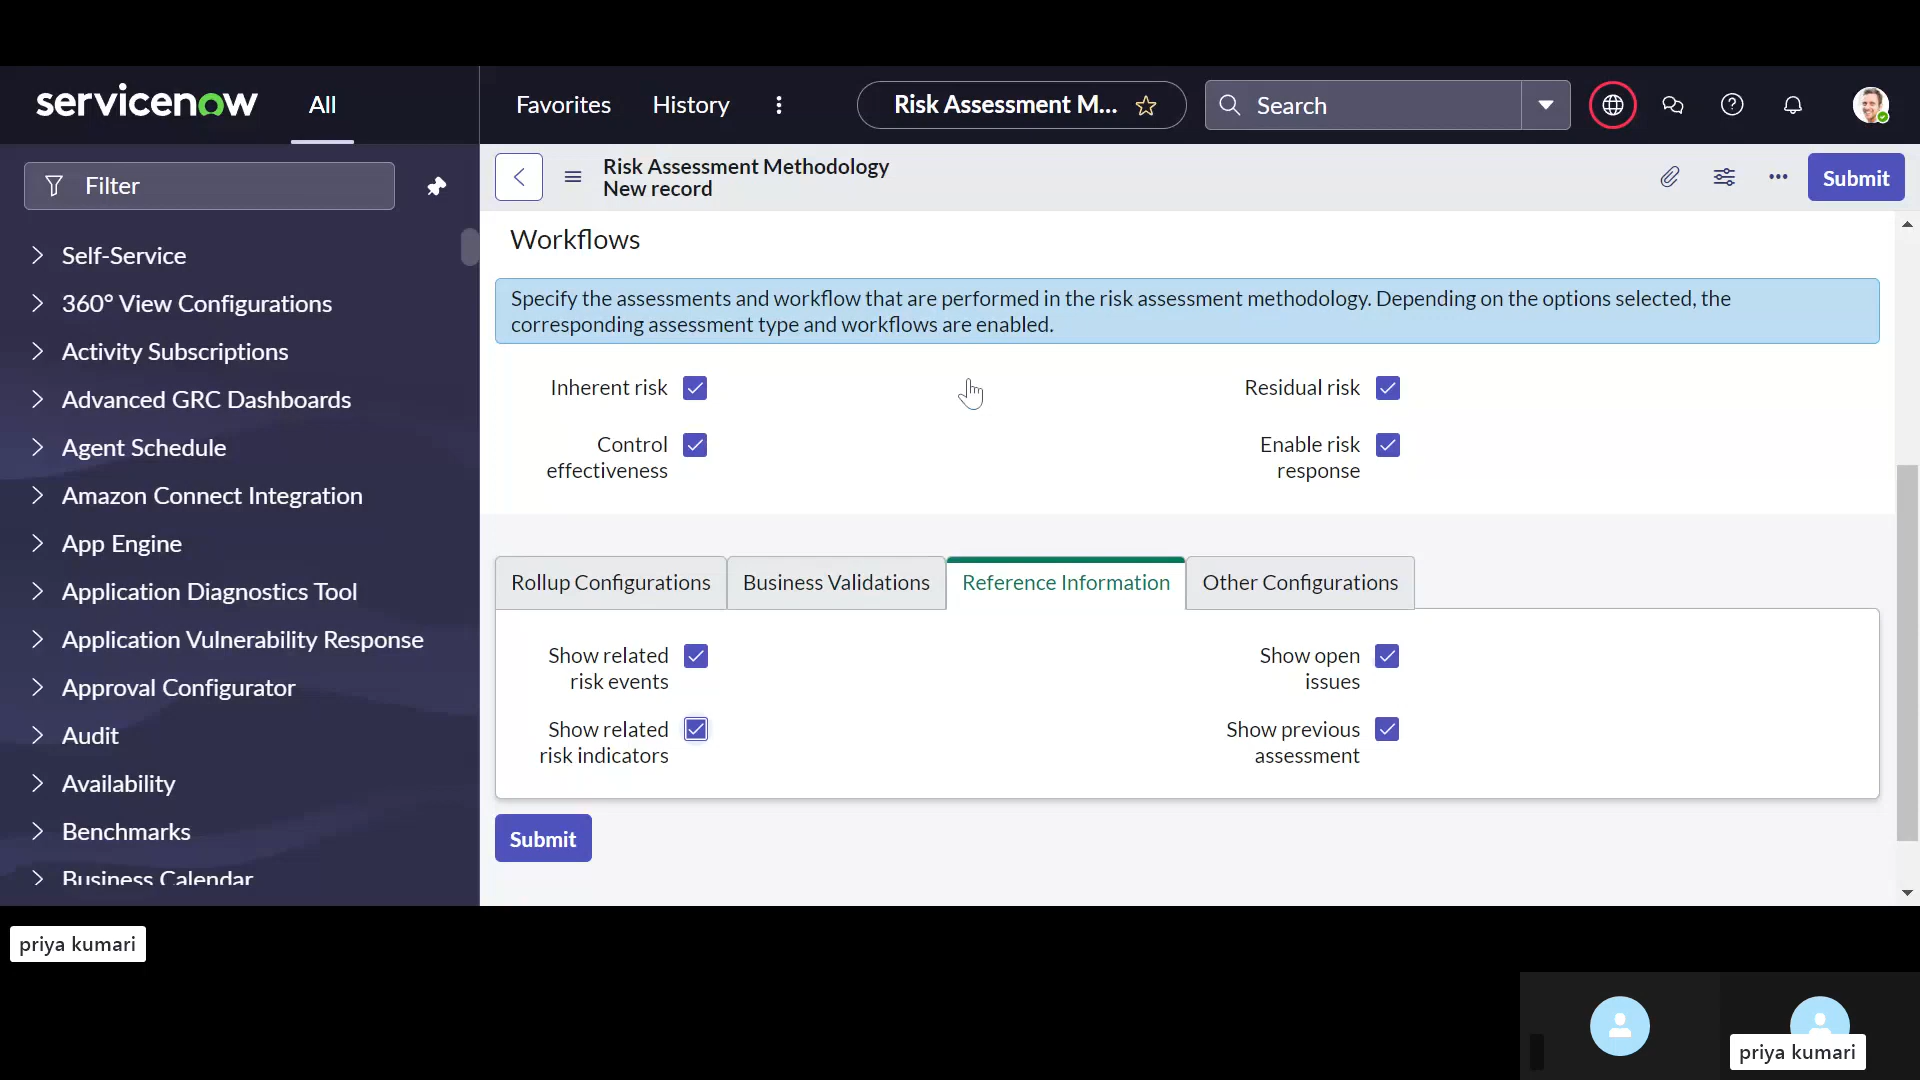 servicenow
All
Favorites
History
Risk Assessment M...
Search
Filter
Risk Assessment Methodology
New record
Submit
Self-Service
360° View Configurations
Activity Subscriptions
Advanced GRC Dashboards
Agent Schedule
Amazon Connect Integration
App Engine
Application Diagnostics Tool
Application Vulnerability Response
Approval Configurator
Audit
Availability
Benchmarks
Business Calendar
Workflows
Specify the assessments and workflow that are performed in the risk assessment methodology. Depending on the options selected, the
corresponding assessment type and workflows are enabled.
Inherent risk
Residual risk
Control
effectiveness
Enable risk
response
Rollup Configurations
Business Validations
Reference Information
Other Configurations
Show related
risk events
Show open
issues
Show related
risk indicators
Show previous
assessment
Submit
priya kumari
priya kumari